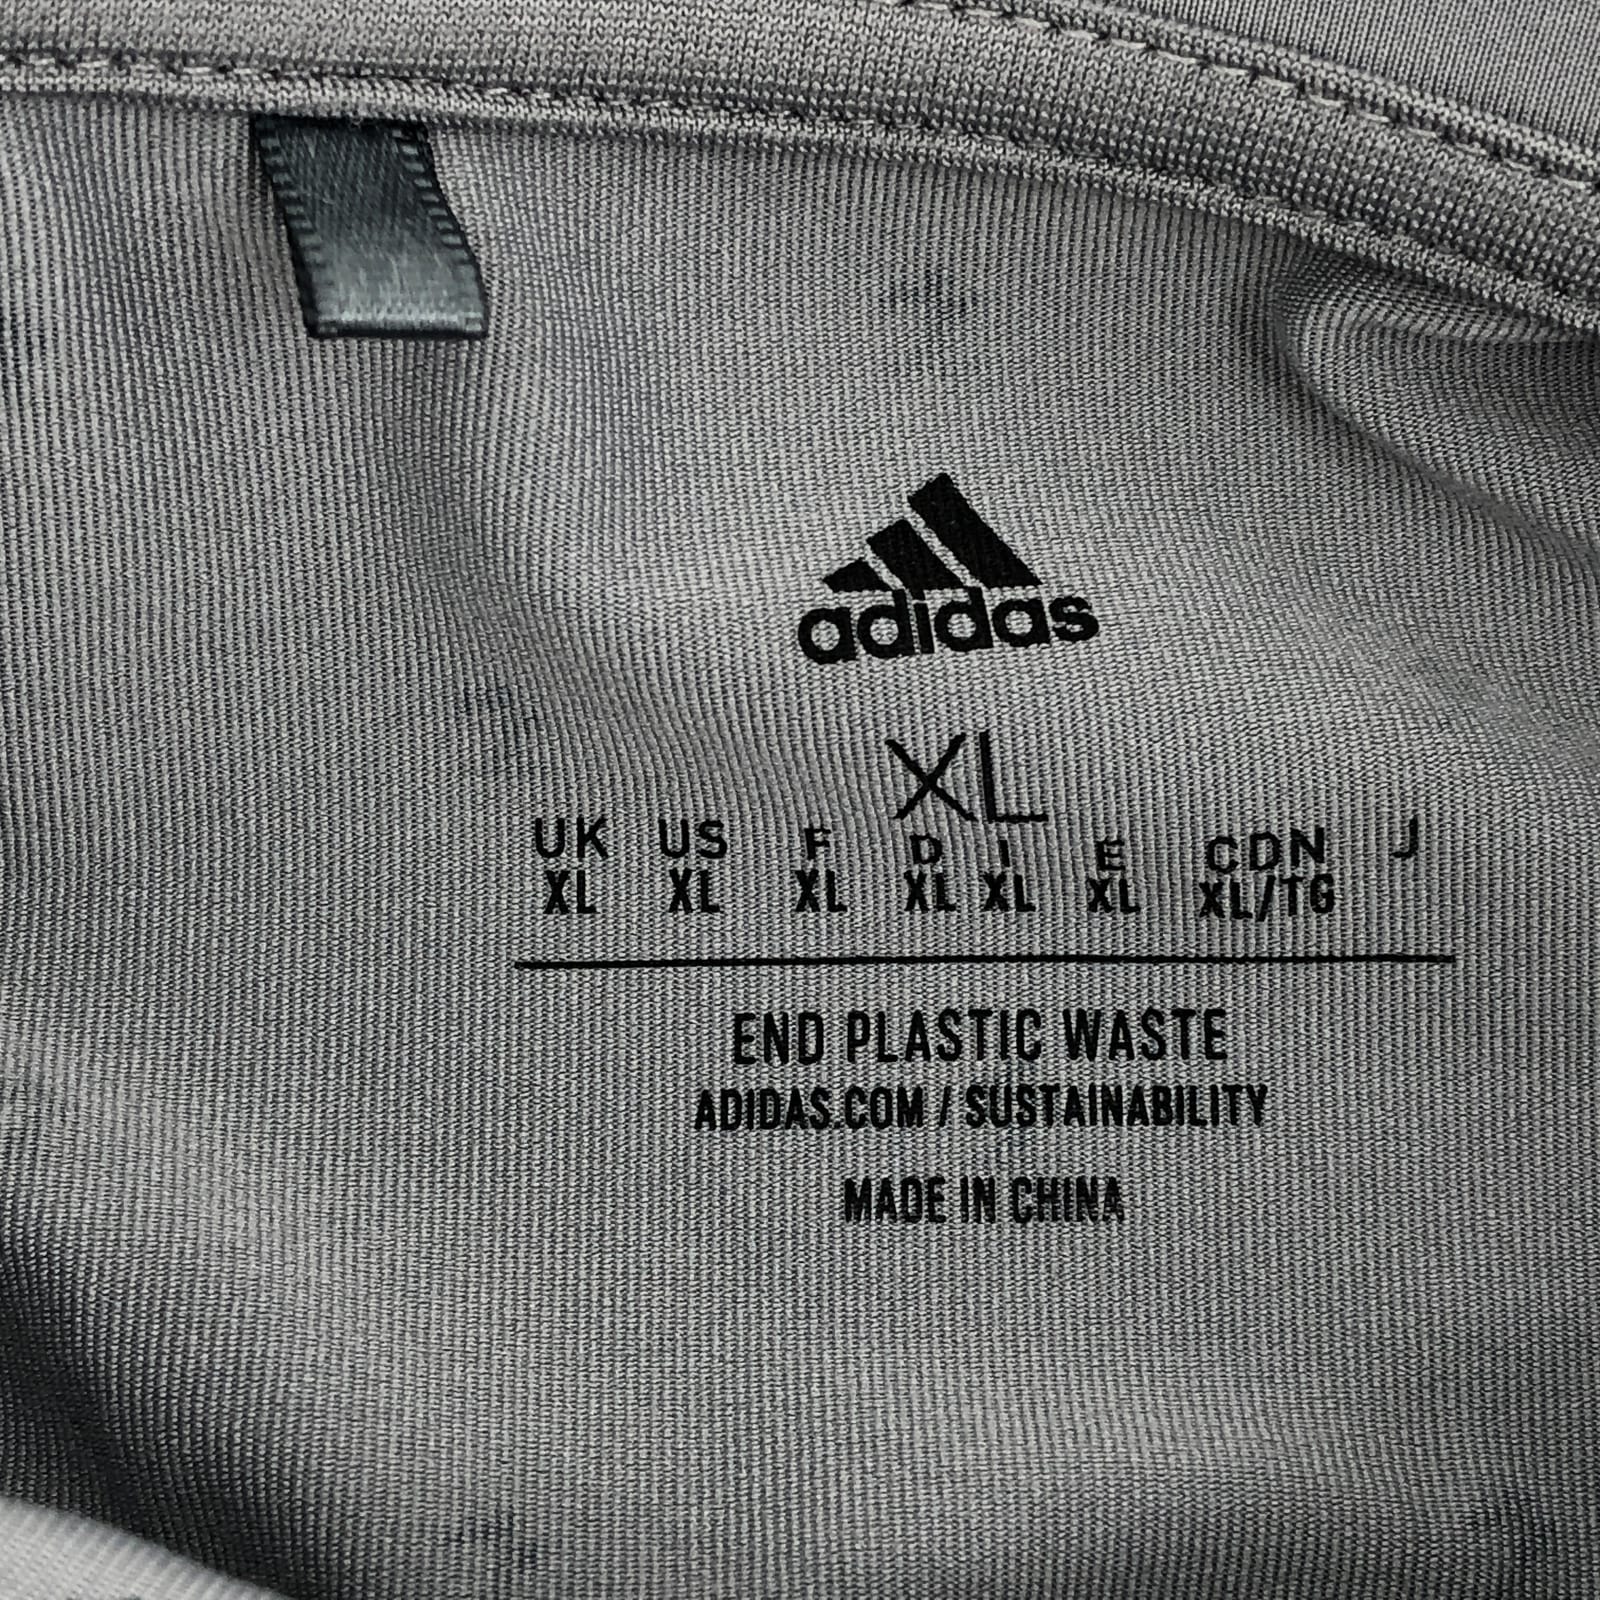 adidas
XL
UK US F D I E CDN J
XL XL XL XL XL XL XL/TG
END PLASTIC WASTE
ADIDAS.COM / SUSTAINABILITY
MADE IN CHINA